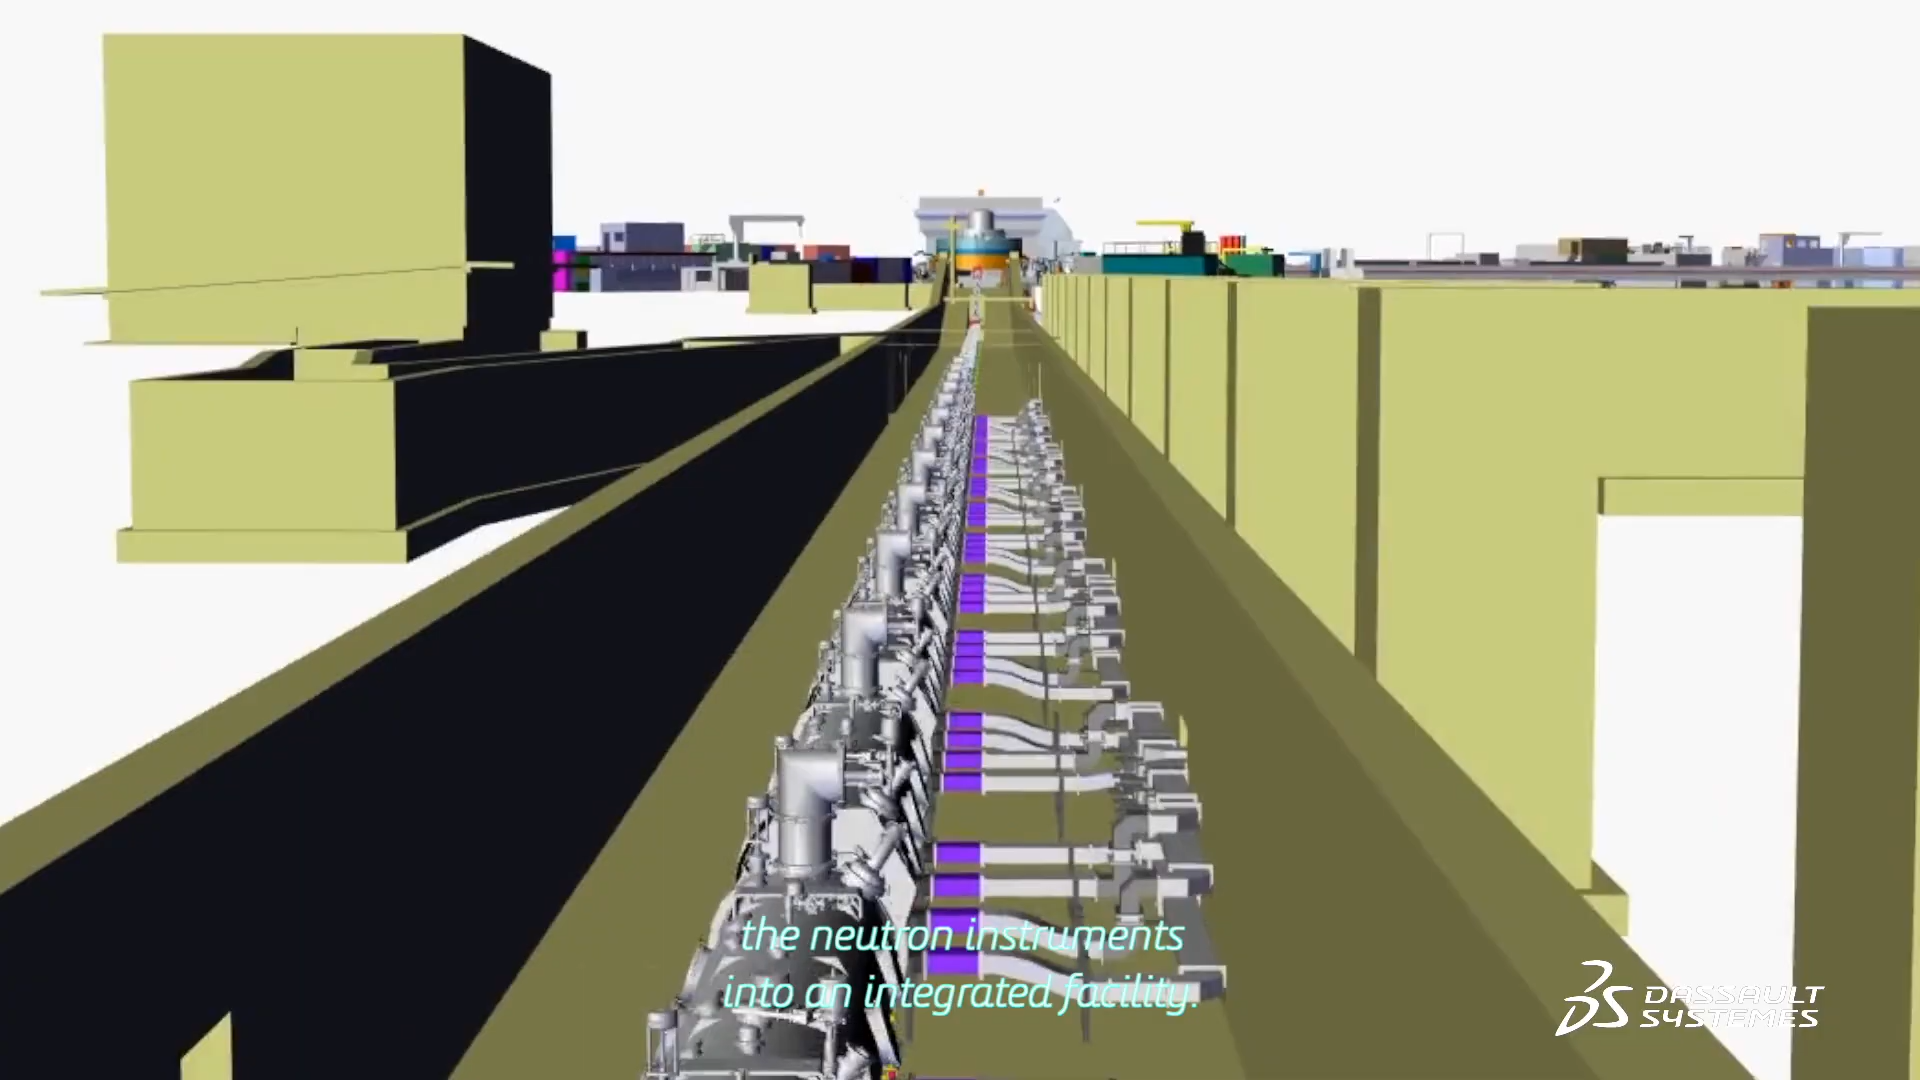 the neutron instruments
into an integrated facility.
DASSAULT
SYSTEMES